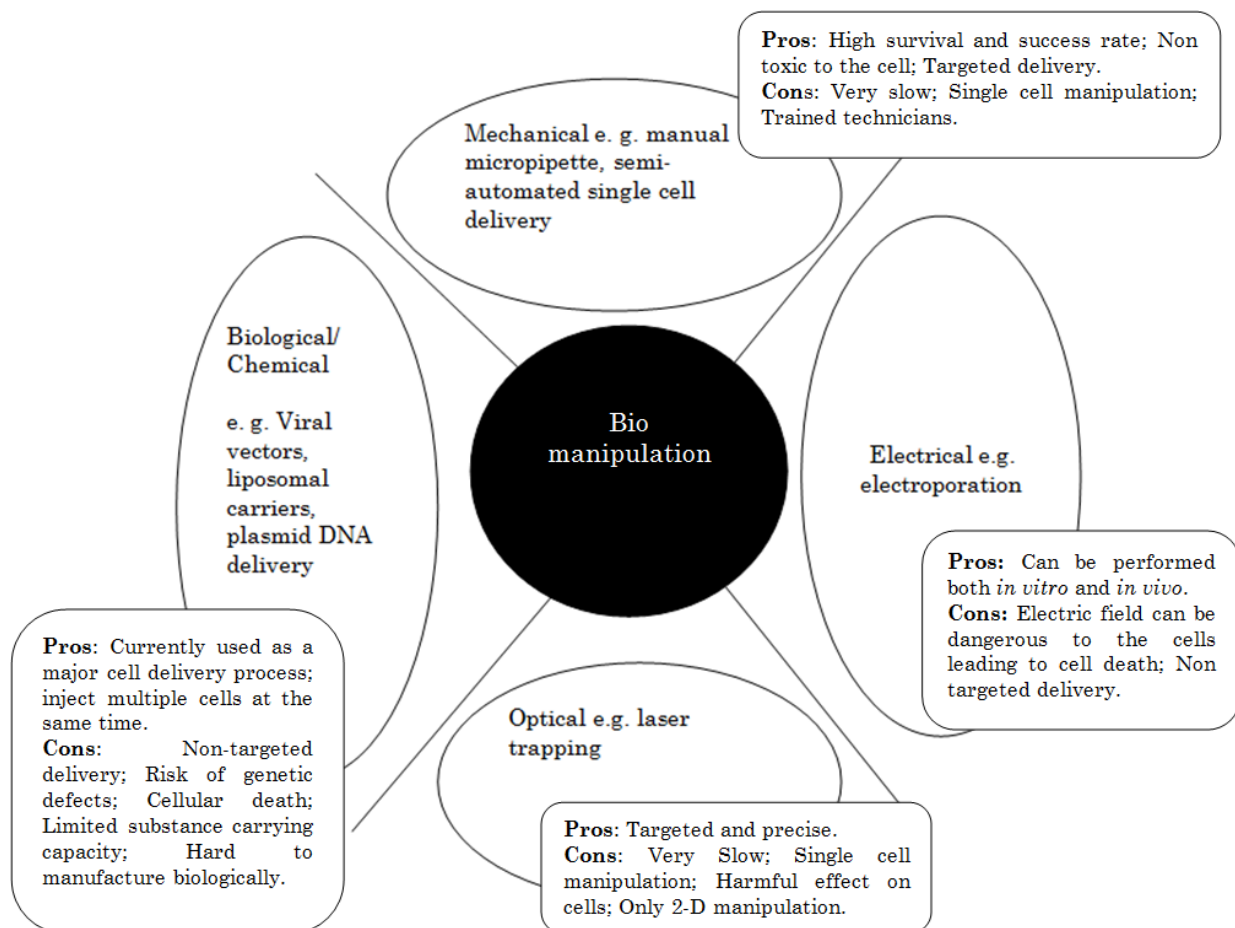 Pros: High survival and success rate; Non
toxic to the cell; Targeted delivery.
Cons: Very slow; Single cell manipulation;
Trained technicians.
Mechanical e. g. manual
micropipette, semi-
automated single cell
delivery
Biological/
Chemical
e. g. Viral
vectors,
liposomal
carriers,
plasmid DNA
delivery
Bio
manipulation
Electrical e.g.
electroporation
Pros: Can be performed
both in vitro and in vivo.
Cons: Electric field can be
dangerous to the cells
leading to cell death; Non
targeted delivery.
Pros: Currently used as a
major cell delivery process;
inject multiple cells at the
same time.
Cons: Non-targeted
delivery; Risk of genetic
defects; Cellular death;
Limited substance carrying
capacity; Hard to
manufacture biologically.
Optical e.g. laser
trapping
Pros: Targeted and precise.
Cons: Very Slow; Single cell
manipulation; Harmful effect on
cells; Only 2-D manipulation.